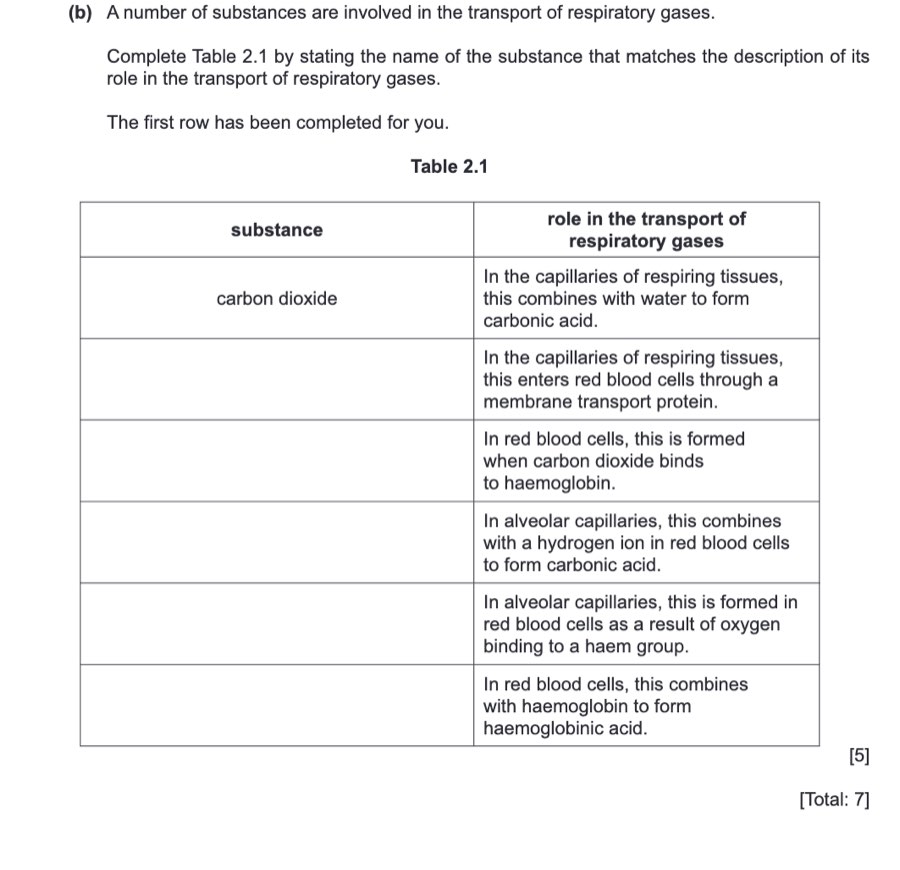 (b) A number of substances are involved in the transport of respiratory gases.
Complete Table 2.1 by stating the name of the substance that matches the description of its
role in the transport of respiratory gases.
The first row has been completed for you.
Table 2.1
substance
role in the transport of
respiratory gases
carbon dioxide
In the capillaries of respiring tissues,
this combines with water to form
carbonic acid.
In the capillaries of respiring tissues,
this enters red blood cells through a
membrane transport protein.
In red blood cells, this is formed
when carbon dioxide binds
to haemoglobin.
In alveolar capillaries, this combines
with a hydrogen ion in red blood cells
to form carbonic acid.
In alveolar capillaries, this is formed in
red blood cells as a result of oxygen
binding to a haem group.
In red blood cells, this combines
with haemoglobin to form
haemoglobinic acid.
[5]
[Total: 7]